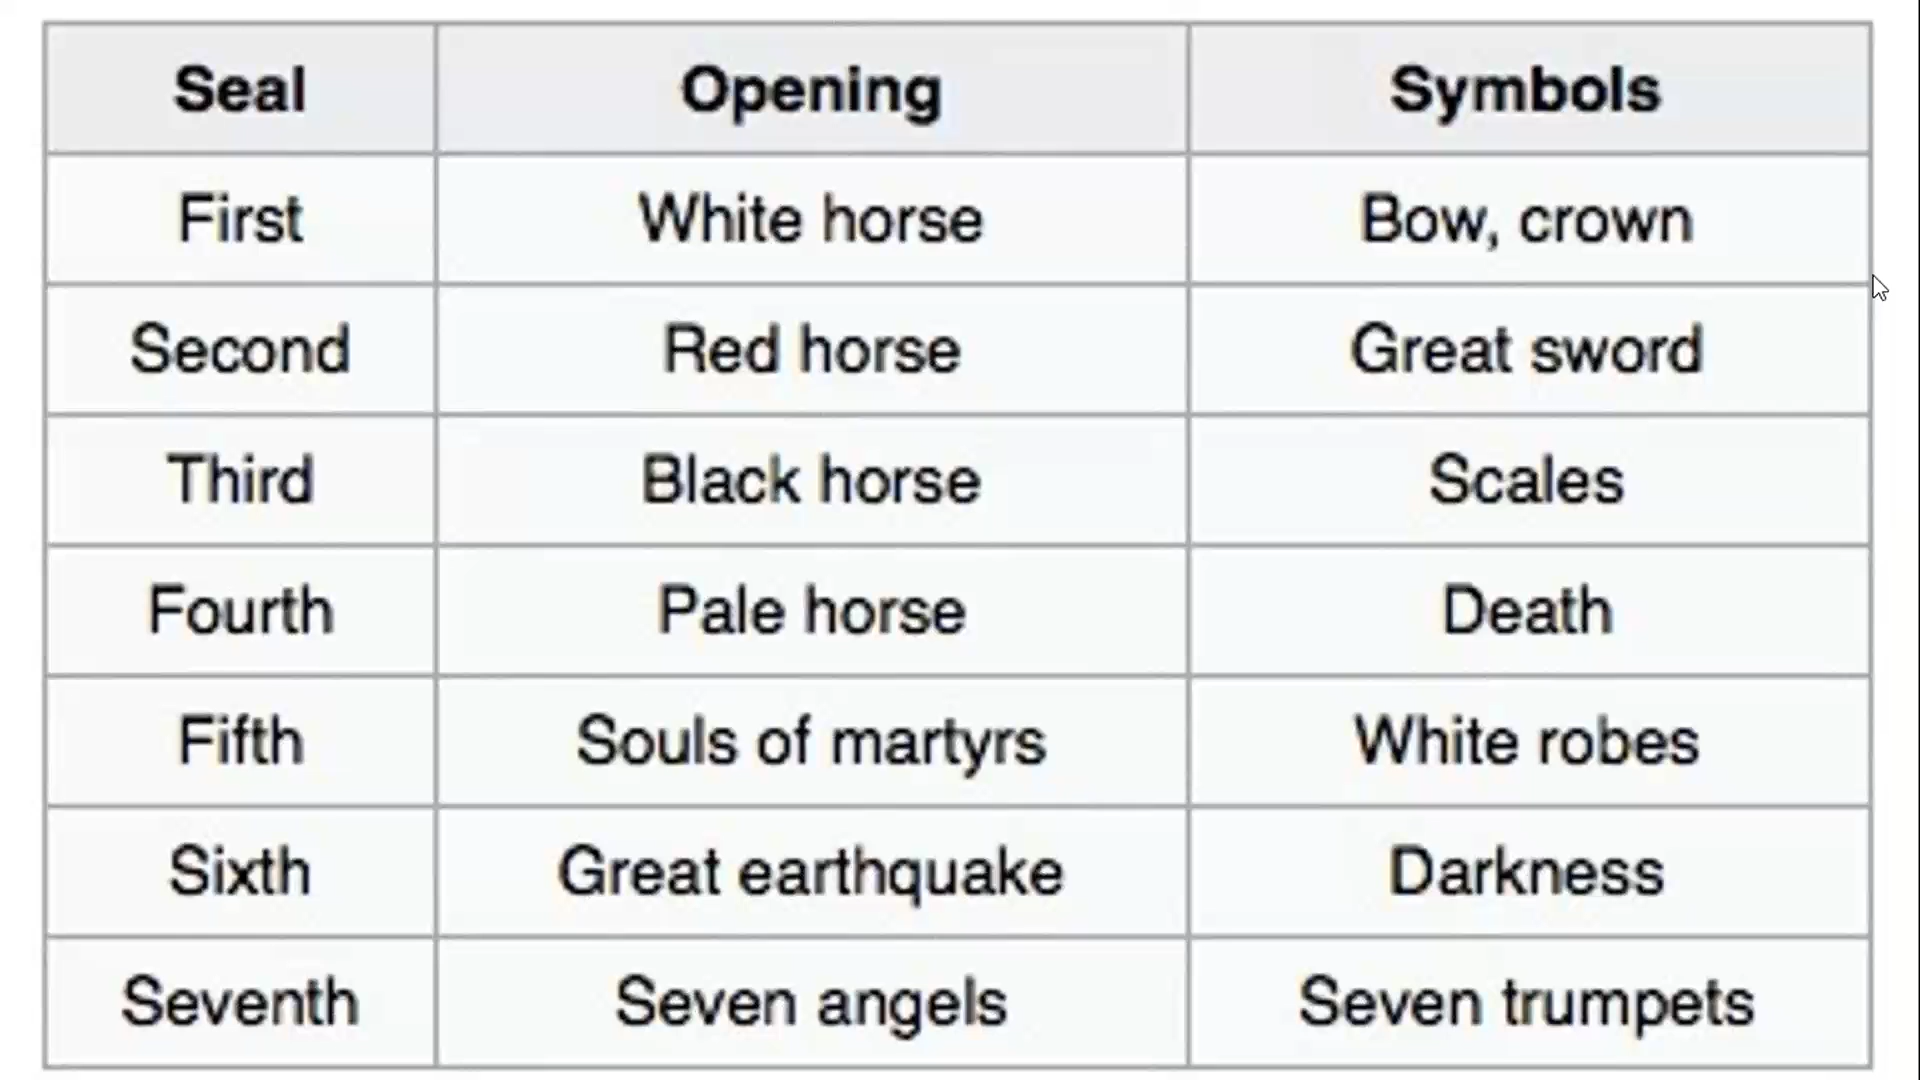 Seal Opening Symbols
First White horse Bow, crown
Second Red horse Great sword
Third Black horse Scales
Fourth Pale horse Death
Fifth Souls of martyrs White robes
Sixth Great earthquake Darkness
Seventh Seven angels Seven trumpets